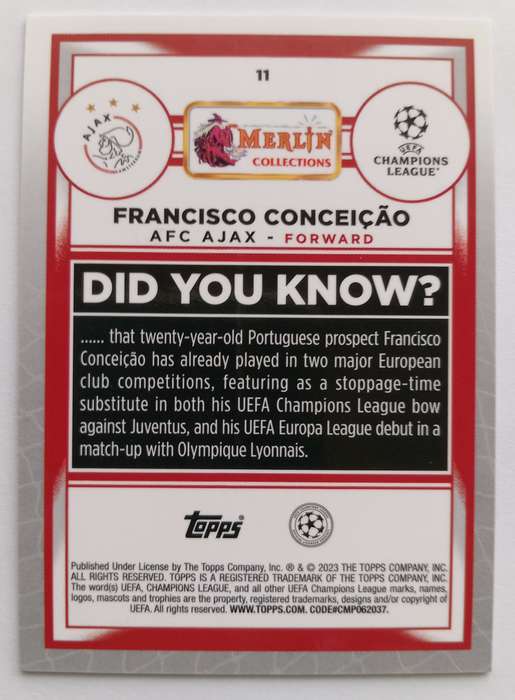 11
AJAX
AMSTERDAM
MERLIN
COLLECTIONS
UEFA
CHAMPIONS
LEAGUE®
FRANCISCO CONCEIÇÃO
AFC AJAX - FORWARD
DID YOU KNOW?
...... that twenty-year-old Portuguese prospect Francisco
Conceição has already played in two major European
club competitions, featuring as a stoppage-time
substitute in both his UEFA Champions League bow
against Juventus, and his UEFA Europa League debut in a
match-up with Olympique Lyonnais.
topps®
Published Under License by The Topps Company, Inc. ® & © 2023 THE TOPPS COMPANY, INC.
ALL RIGHTS RESERVED. TOPPS IS A REGISTERED TRADEMARK OF THE TOPPS COMPANY, INC.
The word(s) UEFA, CHAMPIONS LEAGUE, and all other UEFA Champions League marks, names,
logos, mascots and trophies are the property, registered trademarks, designs and/or copyright of
UEFA. All rights reserved. WWW.TOPPS.COM. CODE#CMP062037.